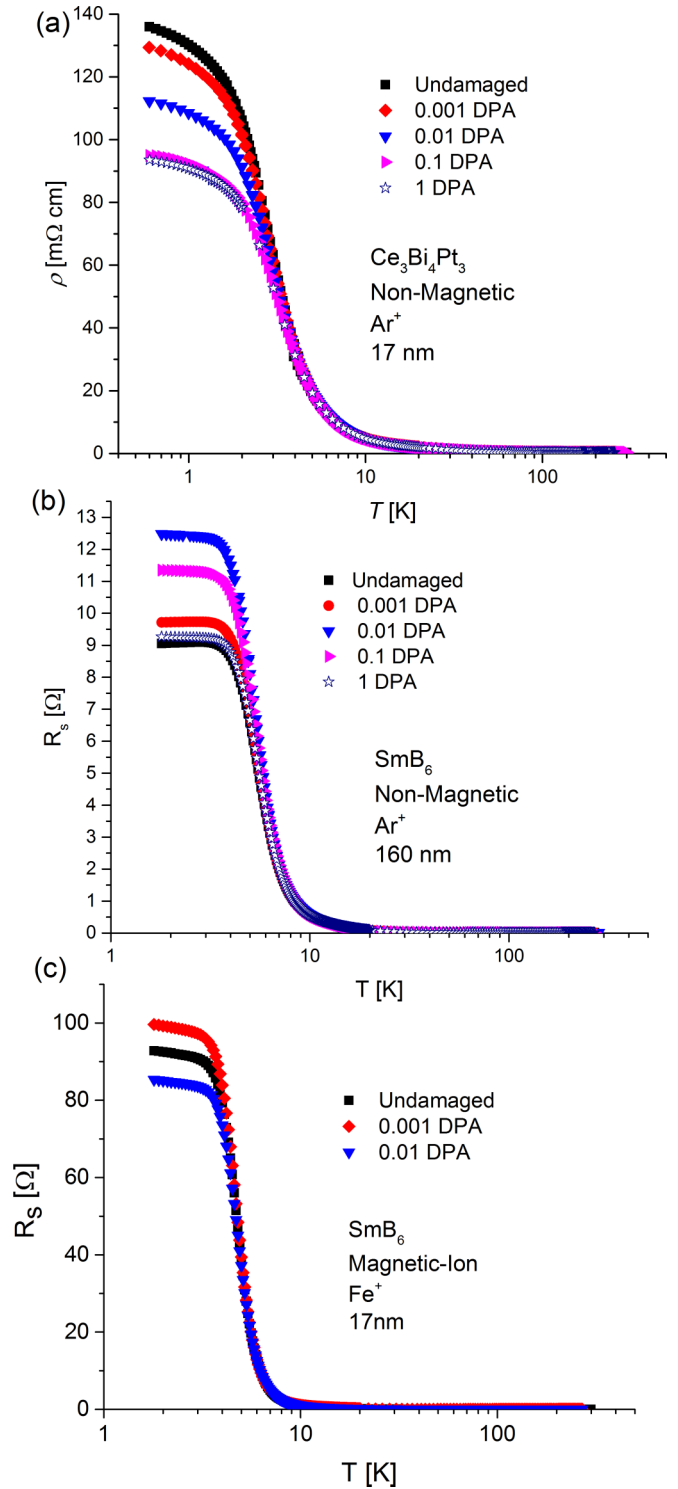 (a)
140
120
100
80
60
40
20
0
ρ [mΩ cm]
Undamaged
0.001 DPA
0.01 DPA
0.1 DPA
1 DPA
Ce₃Bi₄Pt₃
Non-Magnetic
Ar⁺
17 nm
1 10 100
T [K]
(b)
13
12
11
10
9
8
7
6
5
4
3
2
1
0
Rₛ [Ω]
Undamaged
0.001 DPA
0.01 DPA
0.1 DPA
1 DPA
SmB₆
Non-Magnetic
Ar⁺
160 nm
1 10 100
T [K]
(c)
100
80
60
40
20
0
Rs [Ω]
Undamaged
0.001 DPA
0.01 DPA
SmB₆
Magnetic-Ion
Fe⁺
17nm
1 10 100
T [K]